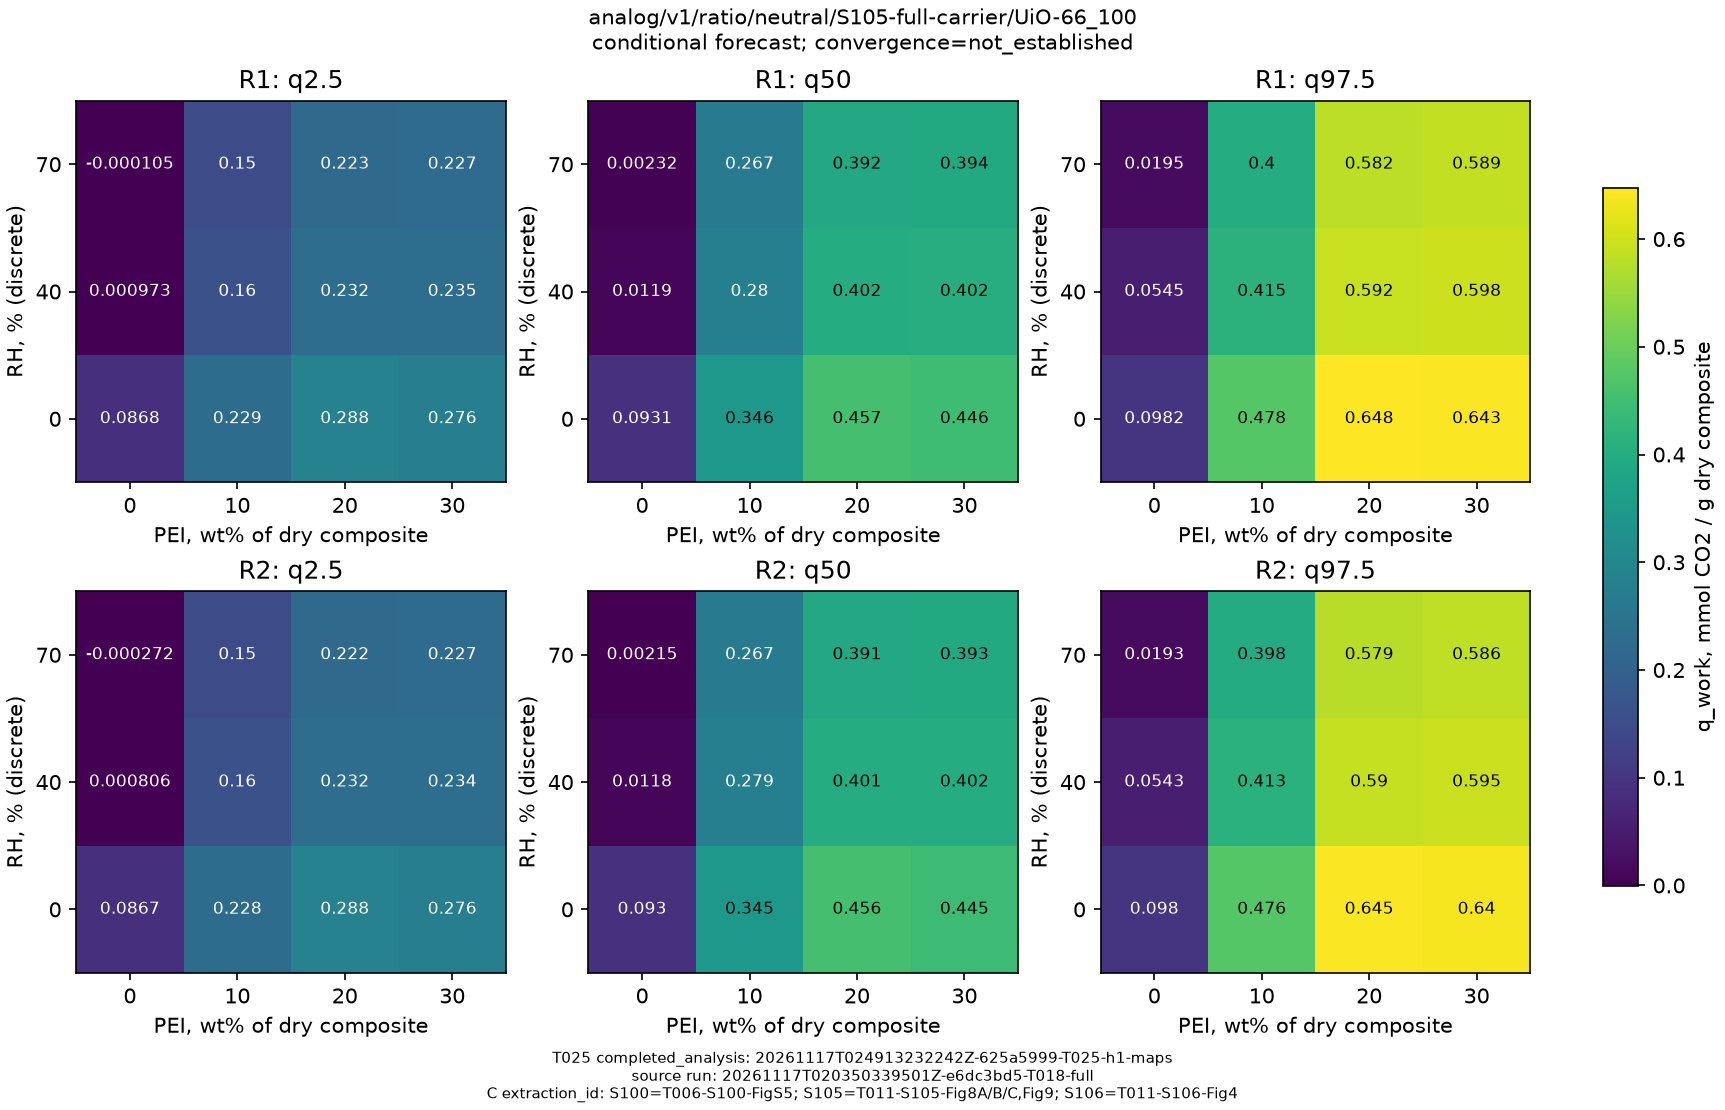 analog/v1/ratio/neutral/S105-full-carrier/UiO-66_100
conditional forecast; convergence=not_established
R1: q2.5
R1: q50
R1: q97.5
RH, % (discrete)
70
-0.000105 0.15 0.223 0.227
40
0.000973 0.16 0.232 0.235
0
0.0868 0.229 0.288 0.276
0 10 20 30
PEI, wt% of dry composite
RH, % (discrete)
70
0.00232 0.267 0.392 0.394
40
0.0119 0.28 0.402 0.402
0
0.0931 0.346 0.457 0.446
0 10 20 30
PEI, wt% of dry composite
RH, % (discrete)
70
0.0195 0.4 0.582 0.589
40
0.0545 0.415 0.592 0.598
0
0.0982 0.478 0.648 0.643
0 10 20 30
PEI, wt% of dry composite
R2: q2.5
R2: q50
R2: q97.5
RH, % (discrete)
70
-0.000272 0.15 0.222 0.227
40
0.000806 0.16 0.232 0.234
0
0.0867 0.228 0.288 0.276
0 10 20 30
PEI, wt% of dry composite
RH, % (discrete)
70
0.00215 0.267 0.391 0.393
40
0.0118 0.279 0.401 0.402
0
0.093 0.345 0.456 0.445
0 10 20 30
PEI, wt% of dry composite
RH, % (discrete)
70
0.0193 0.398 0.579 0.586
40
0.0543 0.413 0.59 0.595
0
0.098 0.476 0.645 0.64
0 10 20 30
PEI, wt% of dry composite
0.6
0.5
0.4
0.3
0.2
0.1
0.0
q_work, mmol CO2 / g dry composite
T025 completed_analysis: 20261117T024913232242Z-625a5999-T025-h1-maps
source run: 20261117T020350339501Z-e6dc3bd5-T018-full
C extraction_id: S100=T006-S100-FigS5; S105=T011-S105-Fig8A/B/C,Fig9; S106=T011-S106-Fig4